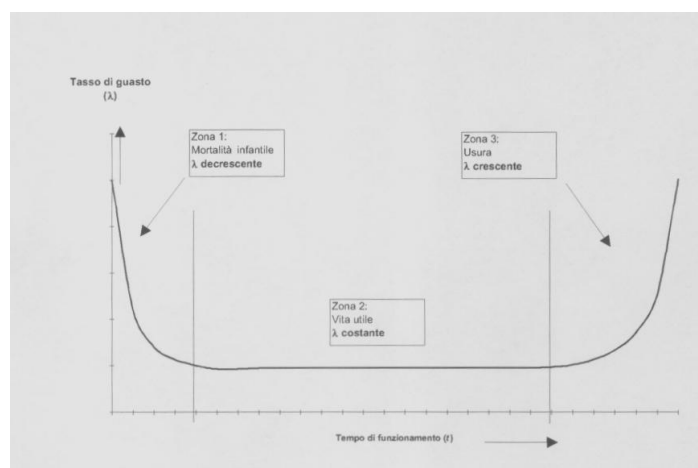 Tasso di guasto
(λ)
Zona 1:
Mortalità infantile
λ decrescente
Zona 3:
Usura
λ crescente
Zona 2:
Vita utile
λ costante
Tempo di funzionamento (t)